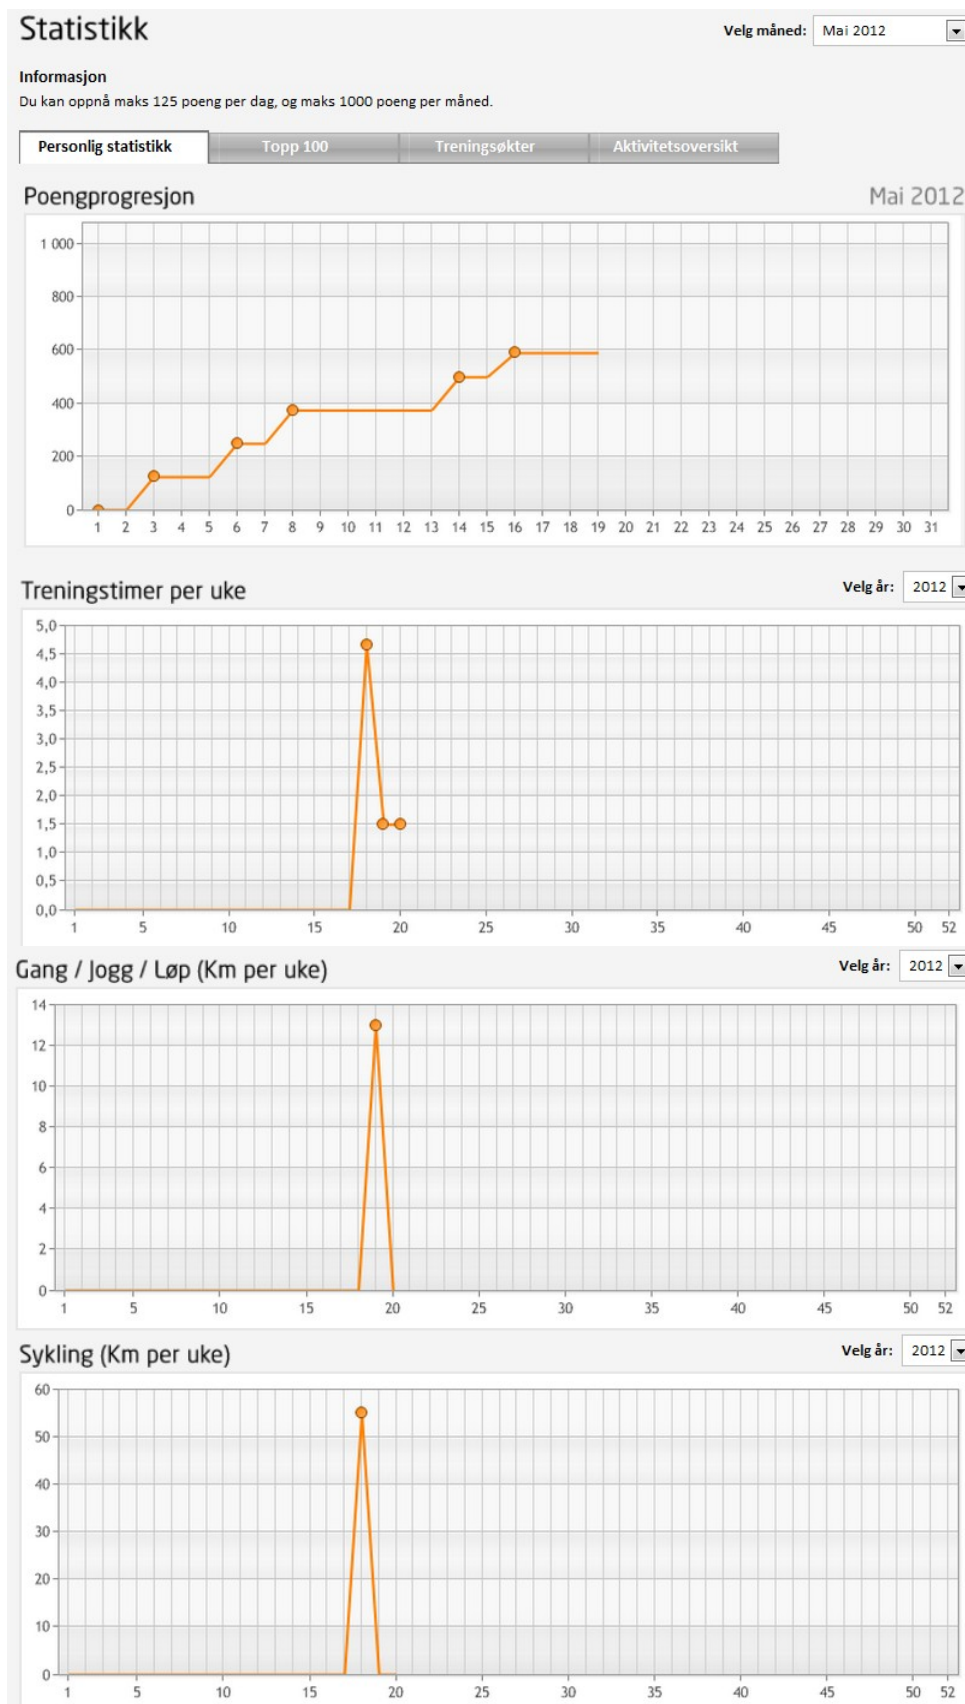 Statistikk
Velg måned: Mai 2012
Informasjon
Du kan oppnå maks 125 poeng per dag, og maks 1000 poeng per måned.
Personlig statistikk Topp 100 Treningsøkter Aktivitetsoversikt
Poengprogresjon Mai 2012
1 000
800
600
400
200
0
1 2 3 4 5 6 7 8 9 10 11 12 13 14 15 16 17 18 19 20 21 22 23 24 25 26 27 28 29 30 31
Treningstimer per uke Velg år: 2012
5,0
4,5
4,0
3,5
3,0
2,5
2,0
1,5
1,0
0,5
0,0
1 5 10 15 20 25 30 35 40 45 50 52
Gang / Jogg / Løp (Km per uke) Velg år: 2012
14
12
10
8
6
4
2
0
1 5 10 15 20 25 30 35 40 45 50 52
Sykling (Km per uke) Velg år: 2012
60
50
40
30
20
10
0
1 5 10 15 20 25 30 35 40 45 50 52